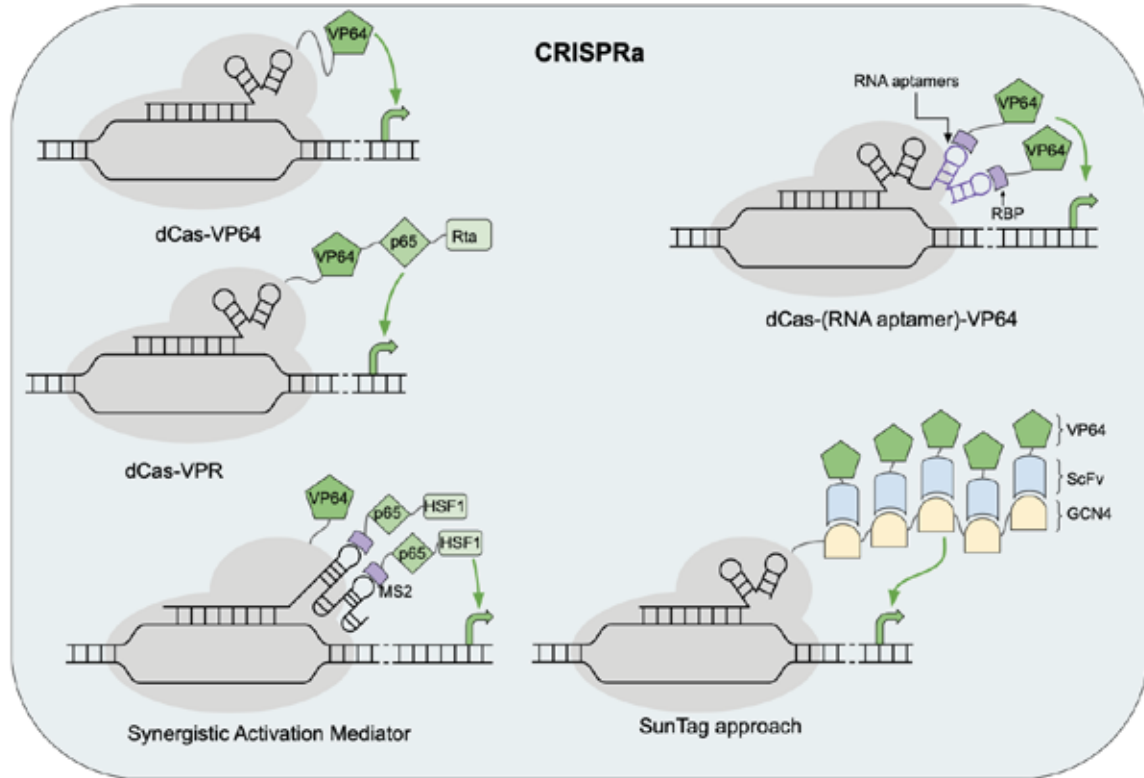 CRISPRa
VP64
dCas-VP64
RNA aptamers
VP64
VP64
RBP
dCas-(RNA aptamer)-VP64
VP64
p65
Rta
dCas-VPR
VP64
p65
HSF1
p65
HSF1
MS2
Synergistic Activation Mediator
VP64
ScFv
GCN4
SunTag approach